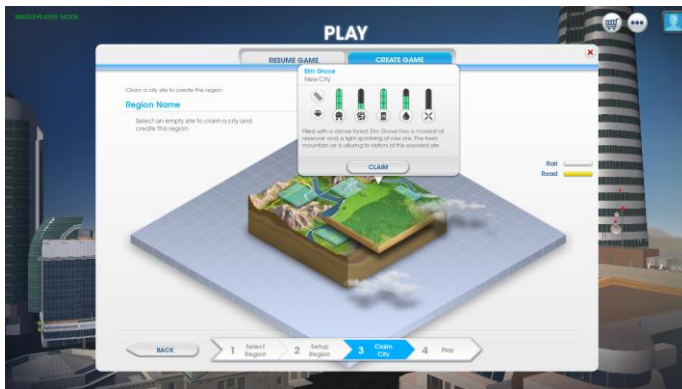 SINGLE-PLAYER MODE
PLAY
RESUME GAME
CREATE GAME
Elm Grove
New City
Claim a city site to create this region.
Region Name
Select an empty site to claim a city and
create this region.
Filled with a dense forest, Elm Grove has a modest oil
reservoir and a light sprinkling of raw ore. The fresh
mountain air is alluring to visitors of this wooded site.
CLAIM
Rail
Road
BACK
1 Select
Region
2 Setup
Region
3 Claim
City
4 Play